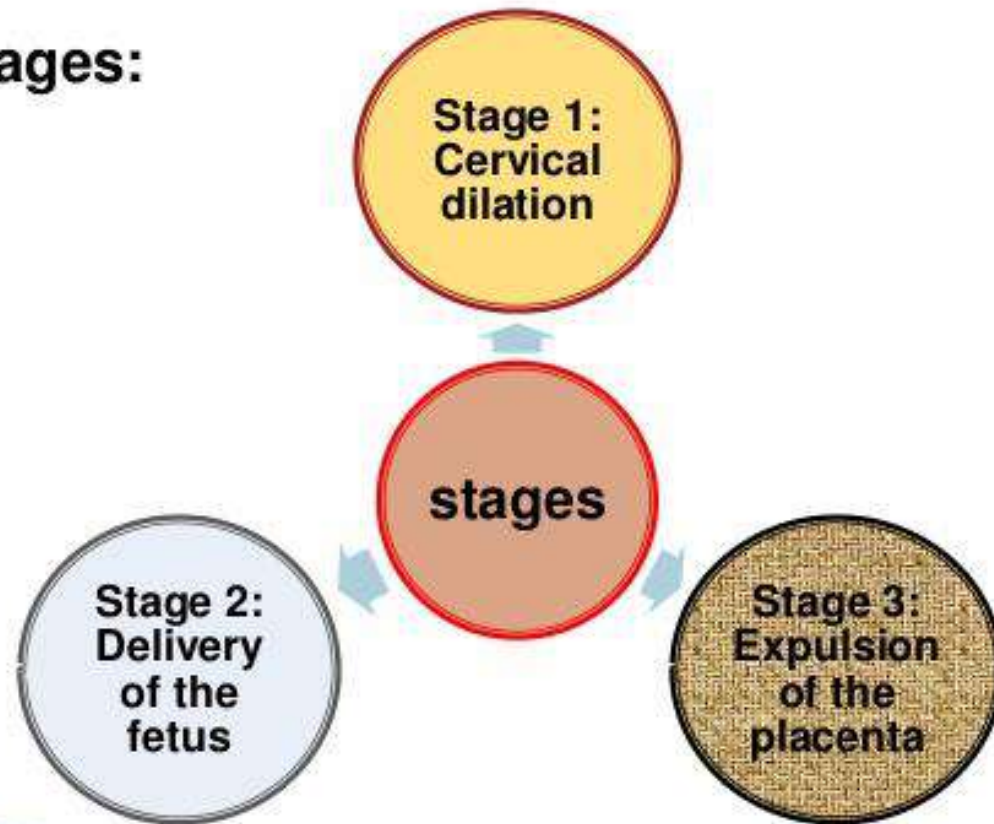 ages:
Stage 1:
Cervical
dilation
stages
Stage 2:
Delivery
of the
fetus
Stage 3:
Expulsion
of the
placenta